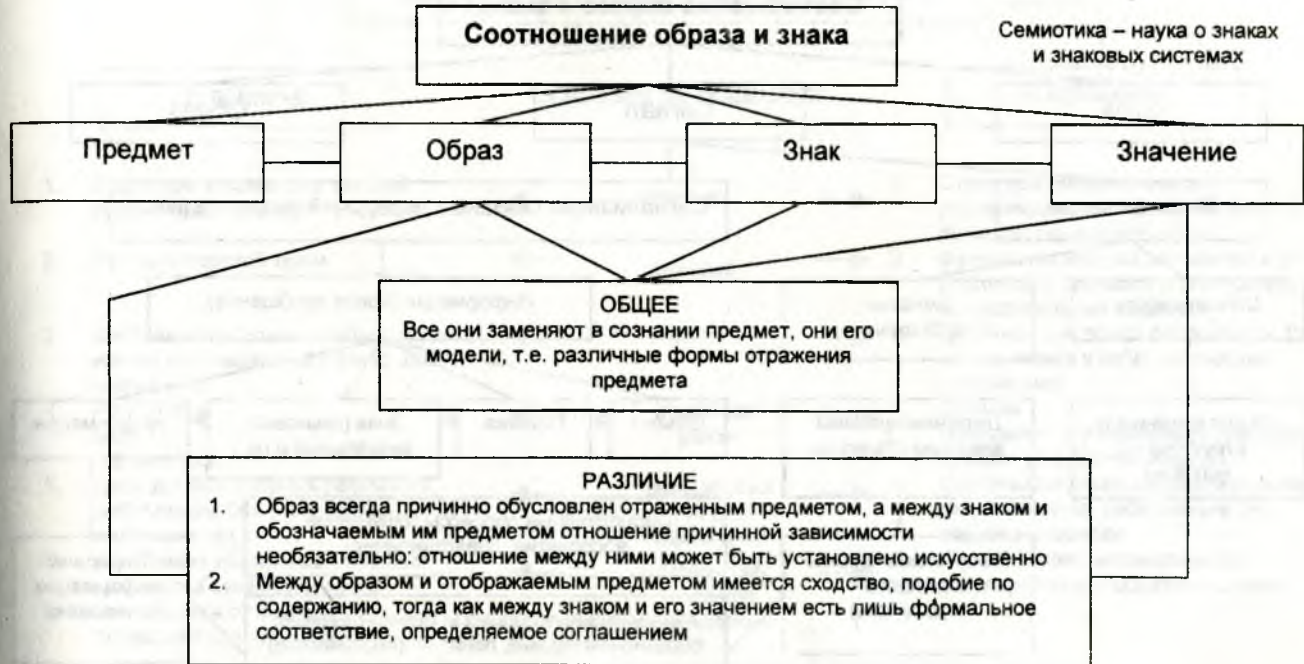 Соотношение образа и знака
Семиотика – наука о знаках
и знаковых системах
Предмет
Образ
Знак
Значение
ОБЩЕЕ
Все они заменяют в сознании предмет, они его
модели, т.е. различные формы отражения
предмета
РАЗЛИЧИЕ
1. Образ всегда причинно обусловлен отраженным предметом, а между знаком и
обозначаемым им предметом отношение причинной зависимости
необязательно: отношение между ними может быть установлено искусственно
2. Между образом и отображаемым предметом имеется сходство, подобие по
содержанию, тогда как между знаком и его значением есть лишь формальное
соответствие, определяемое соглашением